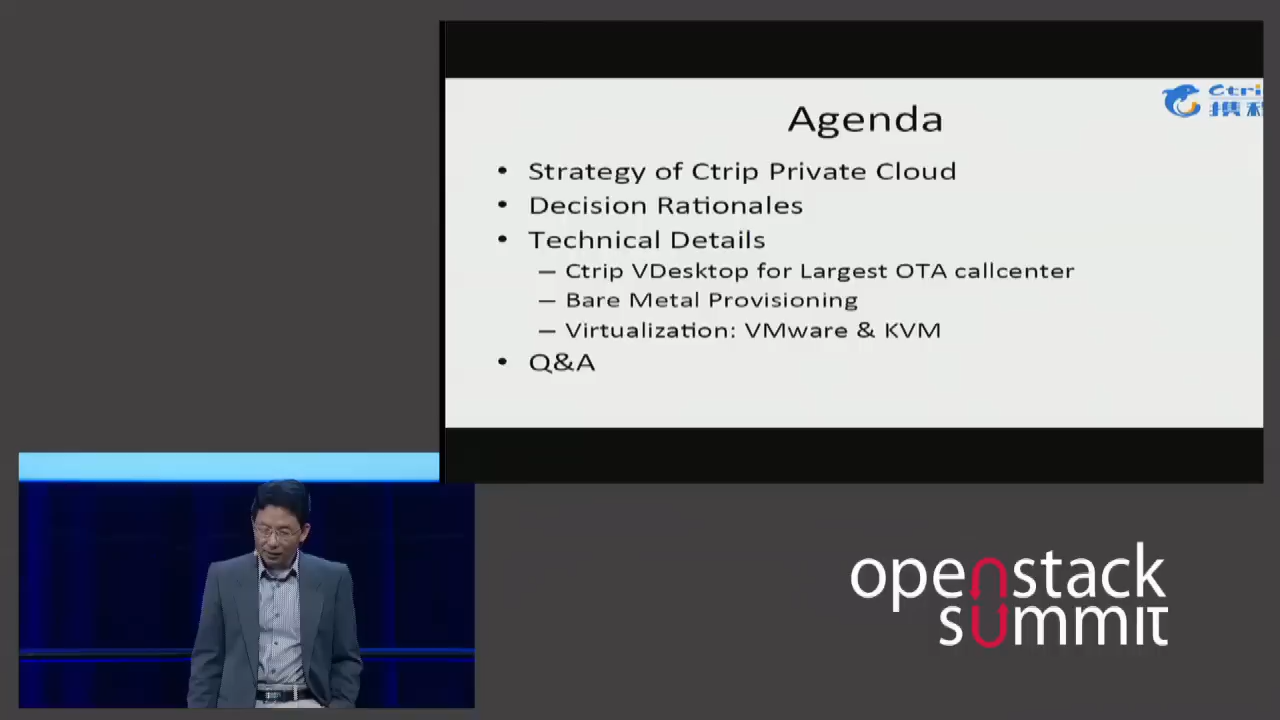 Agenda
• Strategy of Ctrip Private Cloud
• Decision Rationales
• Technical Details
– Ctrip VDesktop for Largest OTA callcenter
– Bare Metal Provisioning
– Virtualization: VMware & KVM
• Q&A
openstack
summit